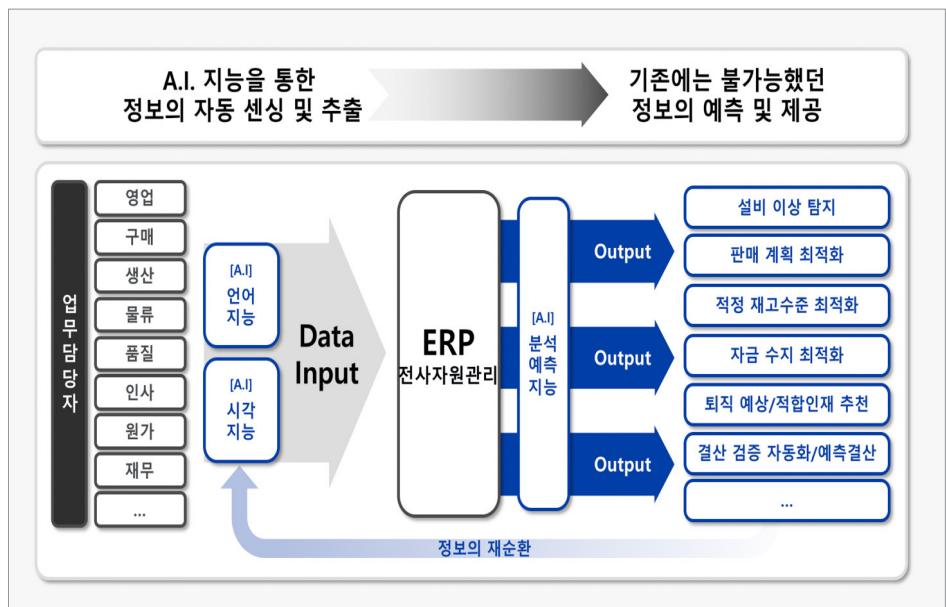 A.I. 지능을 통한
정보의 자동 센싱 및 추출
기존에는 불가능했던
정보의 예측 및 제공
업무담당자
영업
구매
생산
물류
품질
인사
원가
재무
...
[A.I]
언어
지능
[A.I]
시각
지능
Data
Input
ERP
전사자원관리
[A.I]
분석
예측
지능
Output
Output
Output
설비 이상 탐지
판매 계획 최적화
적정 재고수준 최적화
자금 수지 최적화
퇴직 예상/적합인재 추천
결산 검증 자동화/예측결산
...
정보의 재순환